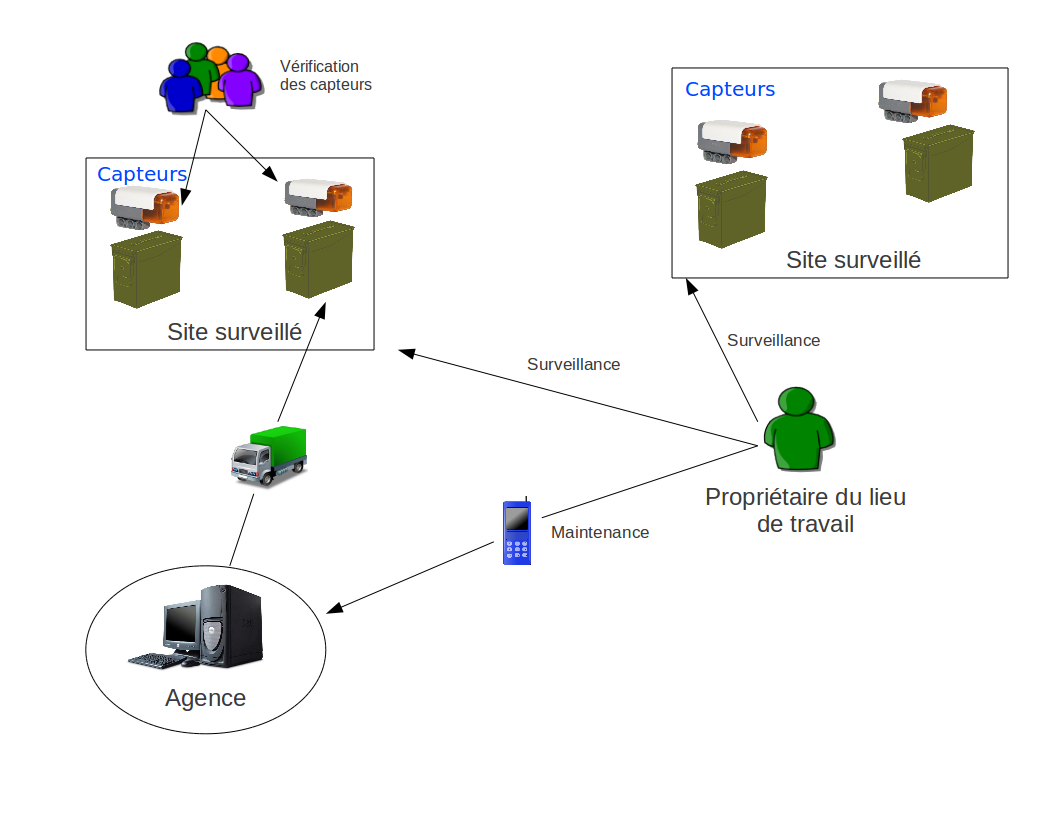 Vérification
des capteurs
Capteurs
Site surveillé
Capteurs
Site surveillé
Surveillance
Surveillance
Propriétaire du lieu
de travail
Maintenance
Agence